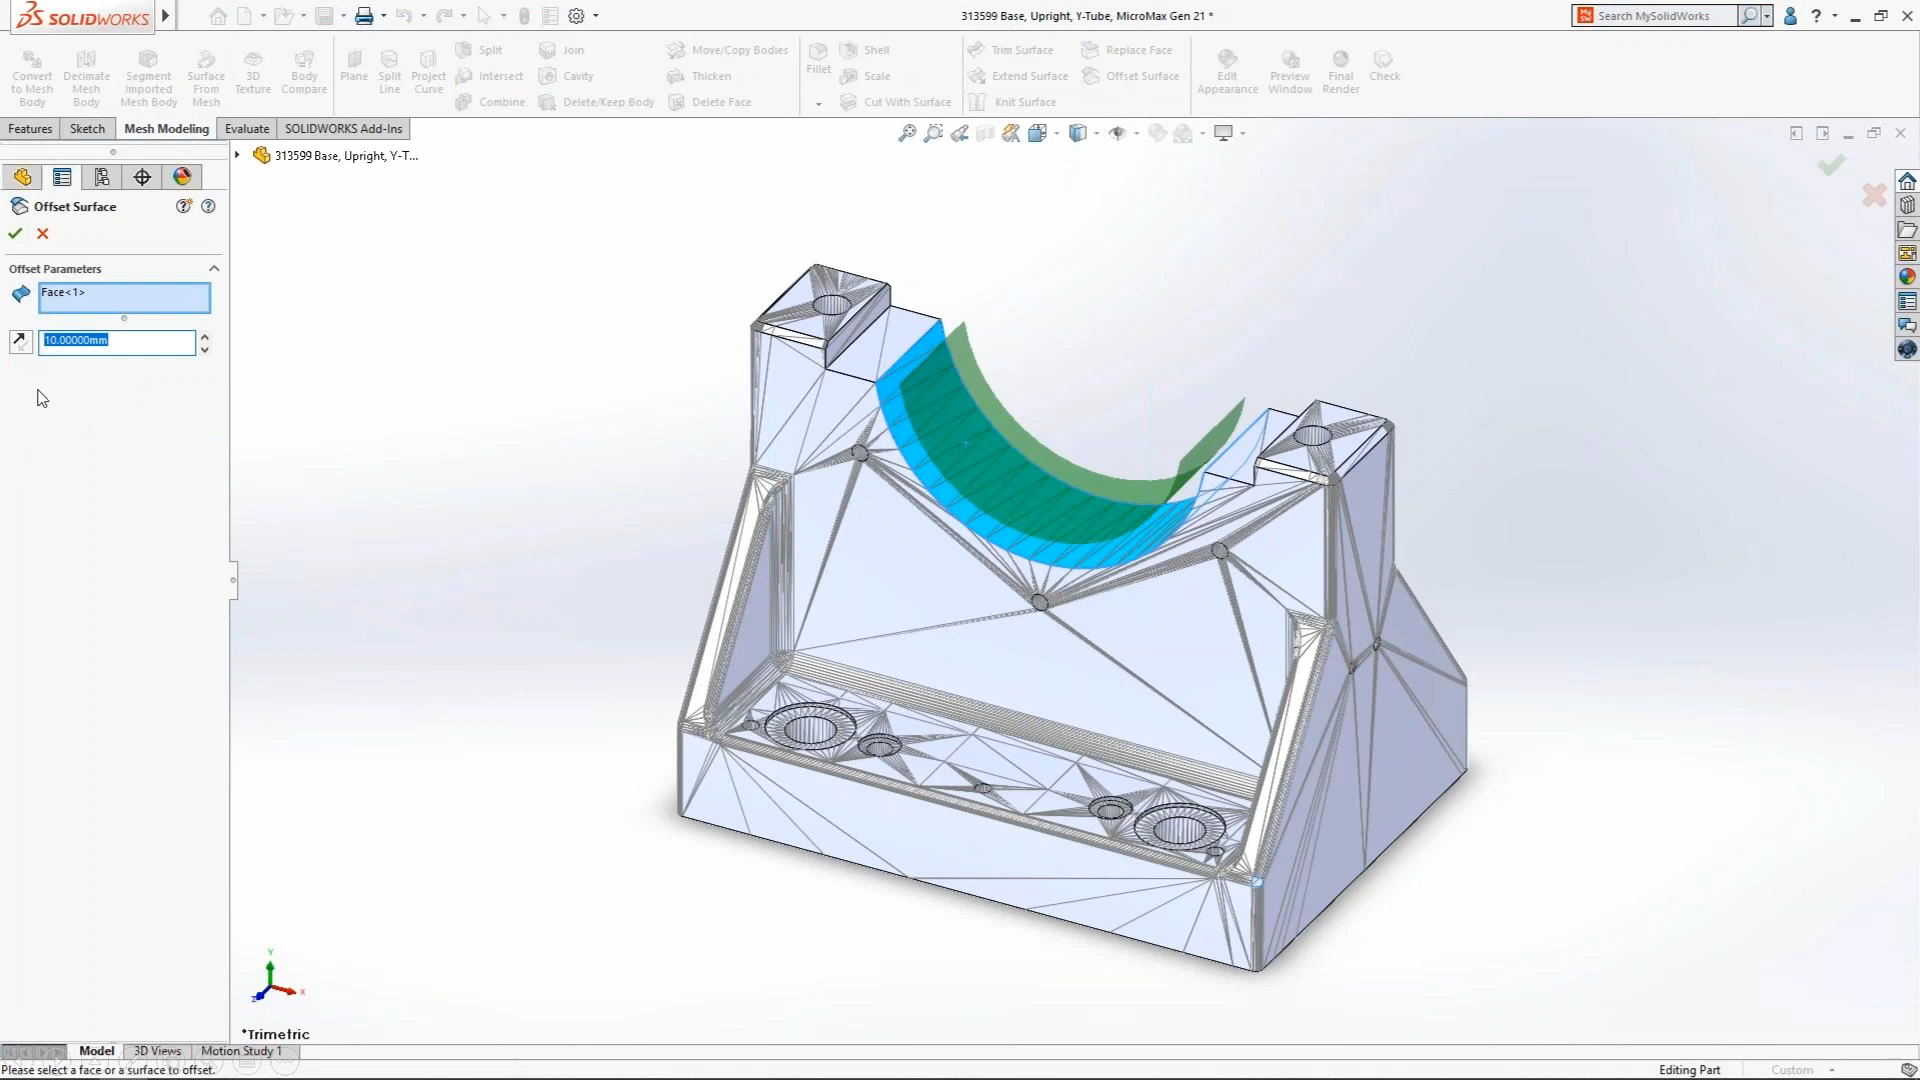 SOLIDWORKS
313599 Base, Upright, Y-Tube, MicroMax Gen 21 *
Search MySolidWorks
Convert to Mesh Body
Decimate Mesh Body
Segment Imported Mesh Body
Surface From Mesh
3D Texture
Body Compare
Plane
Split Line
Project Curve
Split
Intersect
Combine
Join
Cavity
Delete/Keep Body
Move/Copy Bodies
Thicken
Delete Face
Fillet
Shell
Scale
Cut With Surface
Trim Surface
Extend Surface
Knit Surface
Replace Face
Offset Surface
Edit Appearance
Preview Window
Final Render
Check
Features
Sketch
Mesh Modeling
Evaluate
SOLIDWORKS Add-Ins
313599 Base, Upright, Y-T...
Offset Surface
Offset Parameters
Face<1>
10.00000mm
Y
X
Z
*Trimetric
Model
3D Views
Motion Study 1
Please select a face or a surface to offset.
Editing Part
Custom